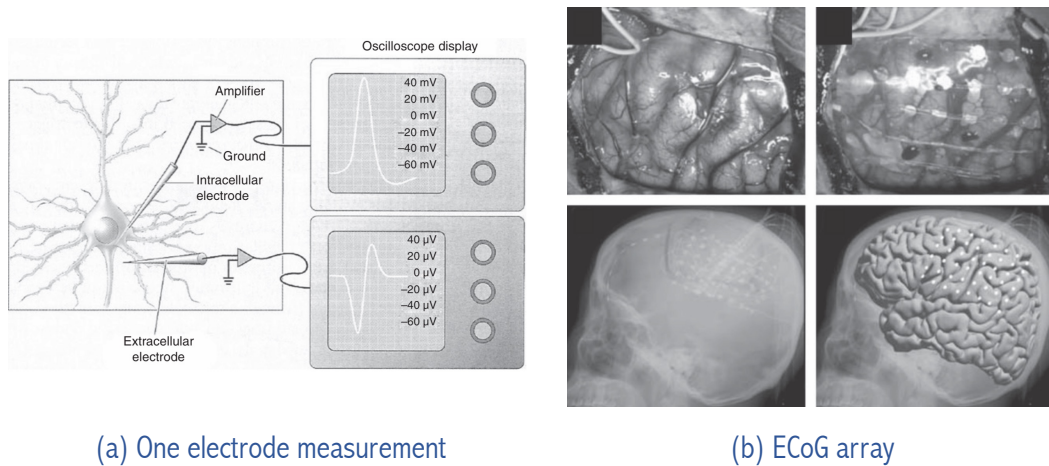 Oscilloscope display
Amplifier
Ground
Intracellular
electrode
40 mV
20 mV
0 mV
–20 mV
–40 mV
–60 mV
Extracellular
electrode
40 µV
20 µV
0 µV
–20 µV
–40 µV
–60 µV
(a) One electrode measurement
(b) ECoG array